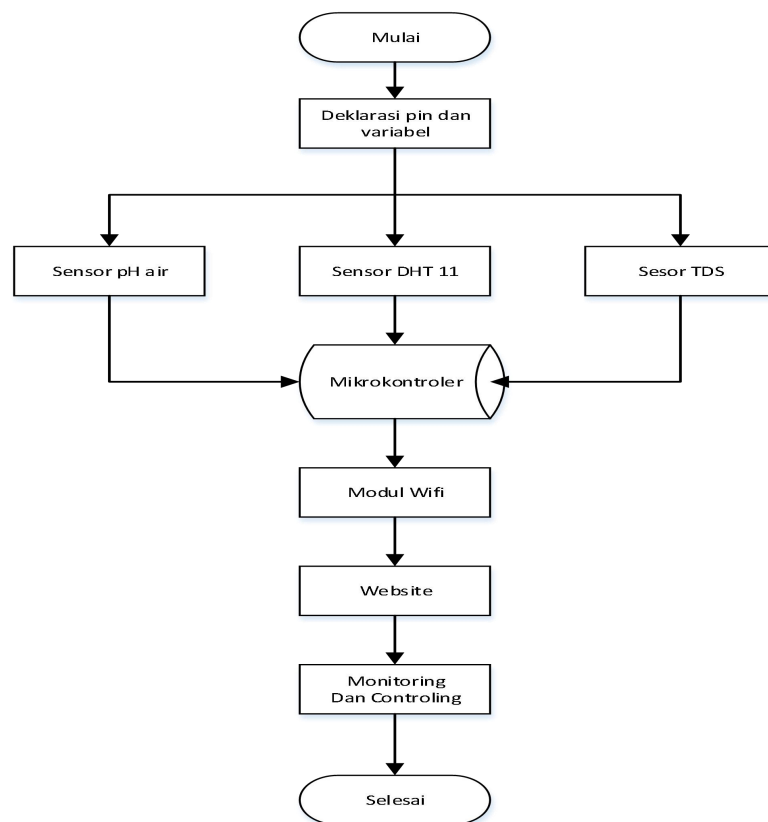 Mulai
Deklarasi pin dan
variabel
Sensor pH air
Sensor DHT 11
Sesor TDS
Mikrokontroler
Modul Wifi
Website
Monitoring
Dan Controling
Selesai